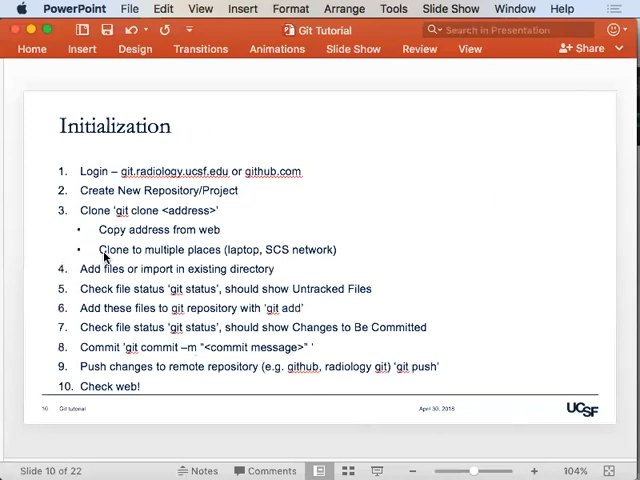 PowerPoint File Edit View Insert Format Arrange Tools Slide Show Window Help
Git Tutorial Search in Presentation
Home Insert Design Transitions Animations Slide Show Review View Share
Initialization
1. Login – git.radiology.ucsf.edu or github.com
2. Create New Repository/Project
3. Clone 'git clone <address>'
• Copy address from web
• Clone to multiple places (laptop, SCS network)
4. Add files or import in existing directory
5. Check file status 'git status', should show Untracked Files
6. Add these files to git repository with 'git add'
7. Check file status 'git status', should show Changes to Be Committed
8. Commit 'git commit –m "<commit message>" '
9. Push changes to remote repository (e.g. github, radiology git) 'git push'
10. Check web!
10 Git tutorial April 30, 2018 UCSF
Slide 10 of 22 Notes Comments 104%